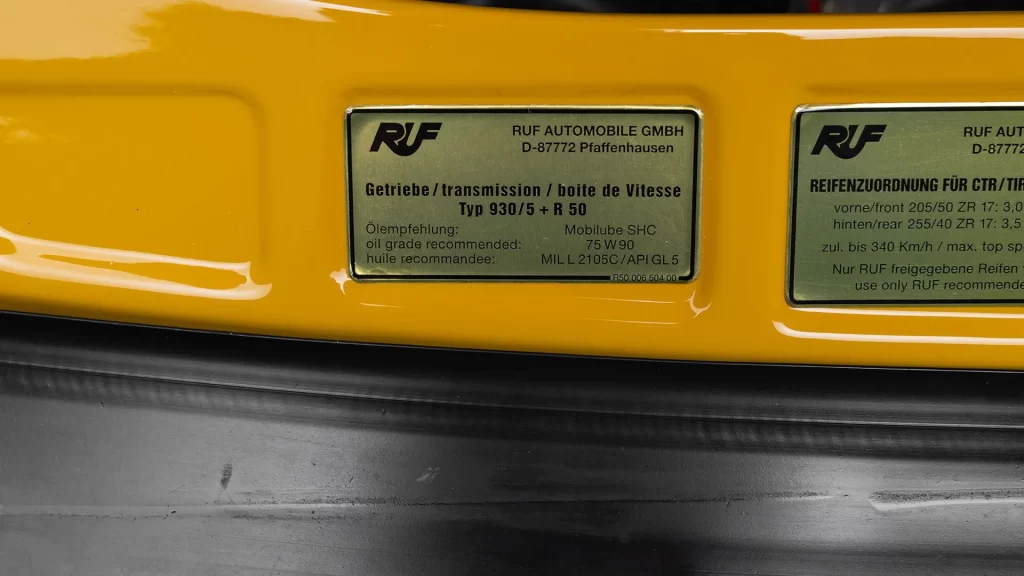 RUF
RUF AUTOMOBILE GMBH
D-87772 Pfaffenhausen
Getriebe/transmission/boite de Vitesse
Typ 930/5 + R 50
Ölempfehlung: Mobilube SHC
oil grade recommended: 75 W 90
huile recommandee: MIL L 2105C/API GL 5
R50 006 504 00
RUF
RUF AUT
D-87772
REIFENZUORDNUNG FÜR CTR/TIR
vorne/front 205/50 ZR 17: 3,0
hinten/rear 255/40 ZR 17: 3,5
zul. bis 340 Km/h / max. top sp
Nur RUF freigegebene Reifen
use only RUF recommende